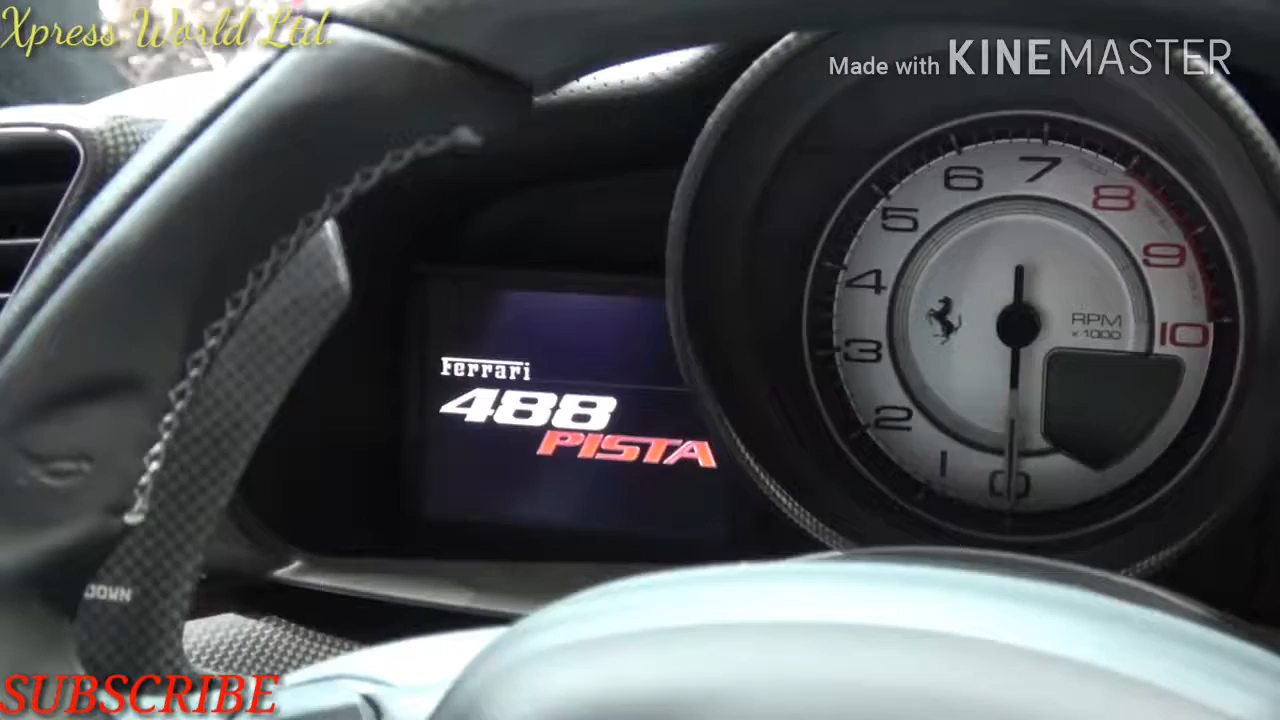 Xpress World Ltd.
Made with KINEMASTER
Ferrari
488
PISTA
0
1
2
3
4
5
6
7
8
9
10
RPM
x1000
DOWN
SUBSCRIBE